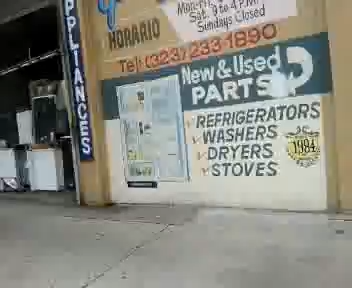 APPLIANCES
HORARIO
Mon-Fri
Sat. 9 to 4 P.M.
Sundays Closed
Tel: (323) 233-1890
New & Used
PARTS
REFRIGERATORS
WASHERS
DRYERS
STOVES
1984